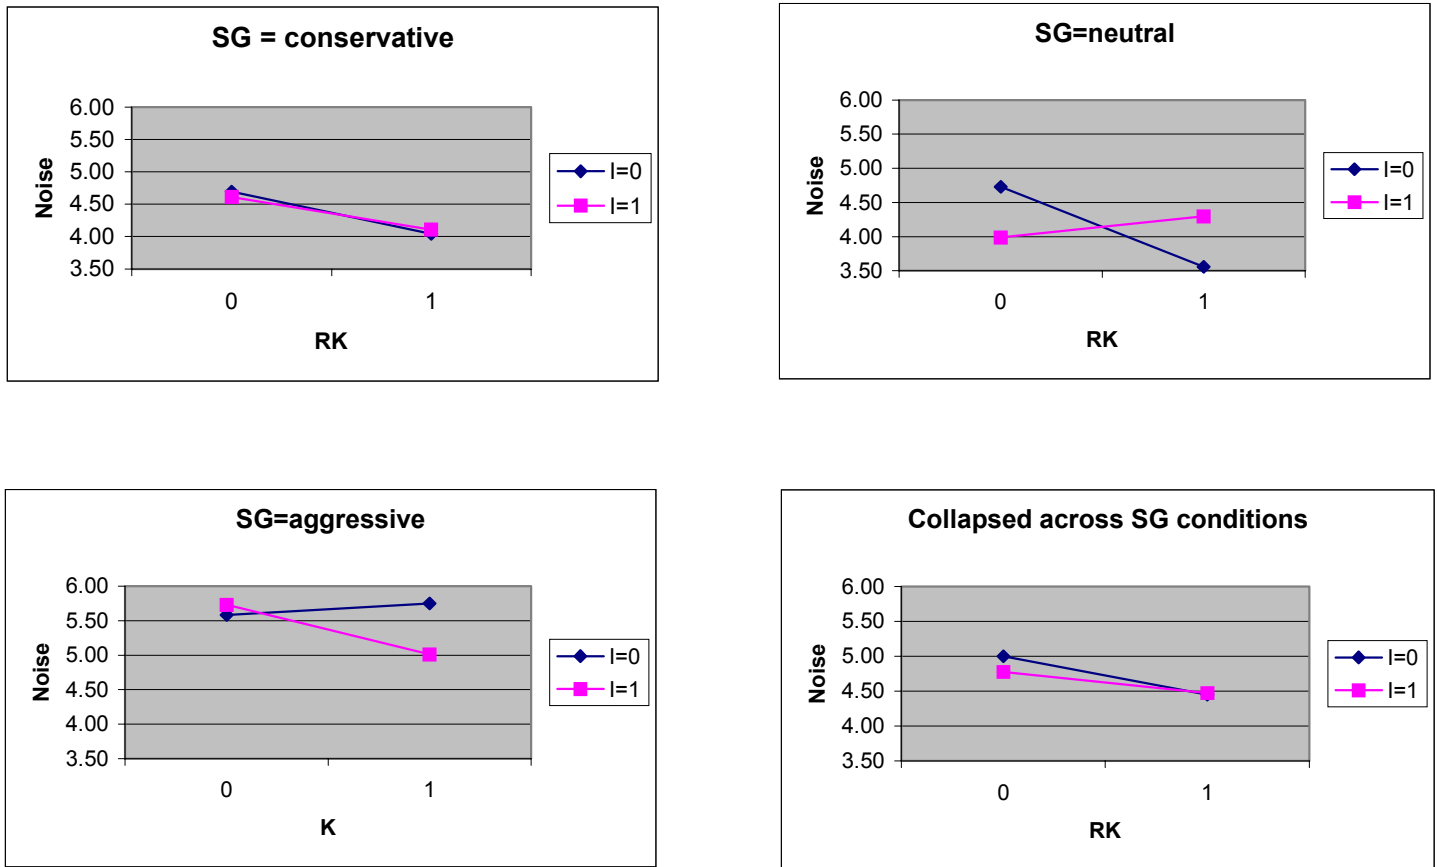 SG = conservative
6.00
5.50
5.00
4.50
4.00
3.50
Noise
0 1
RK
I=0
I=1
SG=neutral
6.00
5.50
5.00
4.50
4.00
3.50
Noise
0 1
RK
I=0
I=1
SG=aggressive
6.00
5.50
5.00
4.50
4.00
3.50
Noise
0 1
K
I=0
I=1
Collapsed across SG conditions
6.00
5.50
5.00
4.50
4.00
3.50
Noise
0 1
RK
I=0
I=1